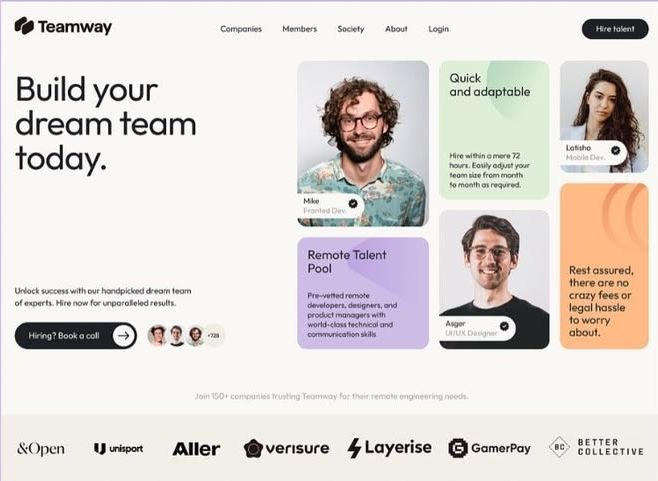 Teamway
Companies Members Society About Login
Hire talent
Build your
dream team
today.
Unlock success with our handpicked dream team
of experts. Hire now for unparalleled results.
Hiring? Book a call
+728
Mike
Franted Dev.
Remote Talent
Pool
Pre-vetted remote
developers, designers, and
product managers with
world-class technical and
communication skills
Quick
and adaptable
Hire within a mere 72
hours. Easily adjust your
team size from month
to month as required.
Asger
UI/UX Designer
Latisha
Mobile Dev.
Rest assured,
there are no
crazy fees or
legal hassle
to worry
about.
Join 150+ companies trusting Teamway for their remote engineering needs.
&Open
unisport
Aller
verisure
Layerise
GamerPay
BC
BETTER
COLLECTIVE